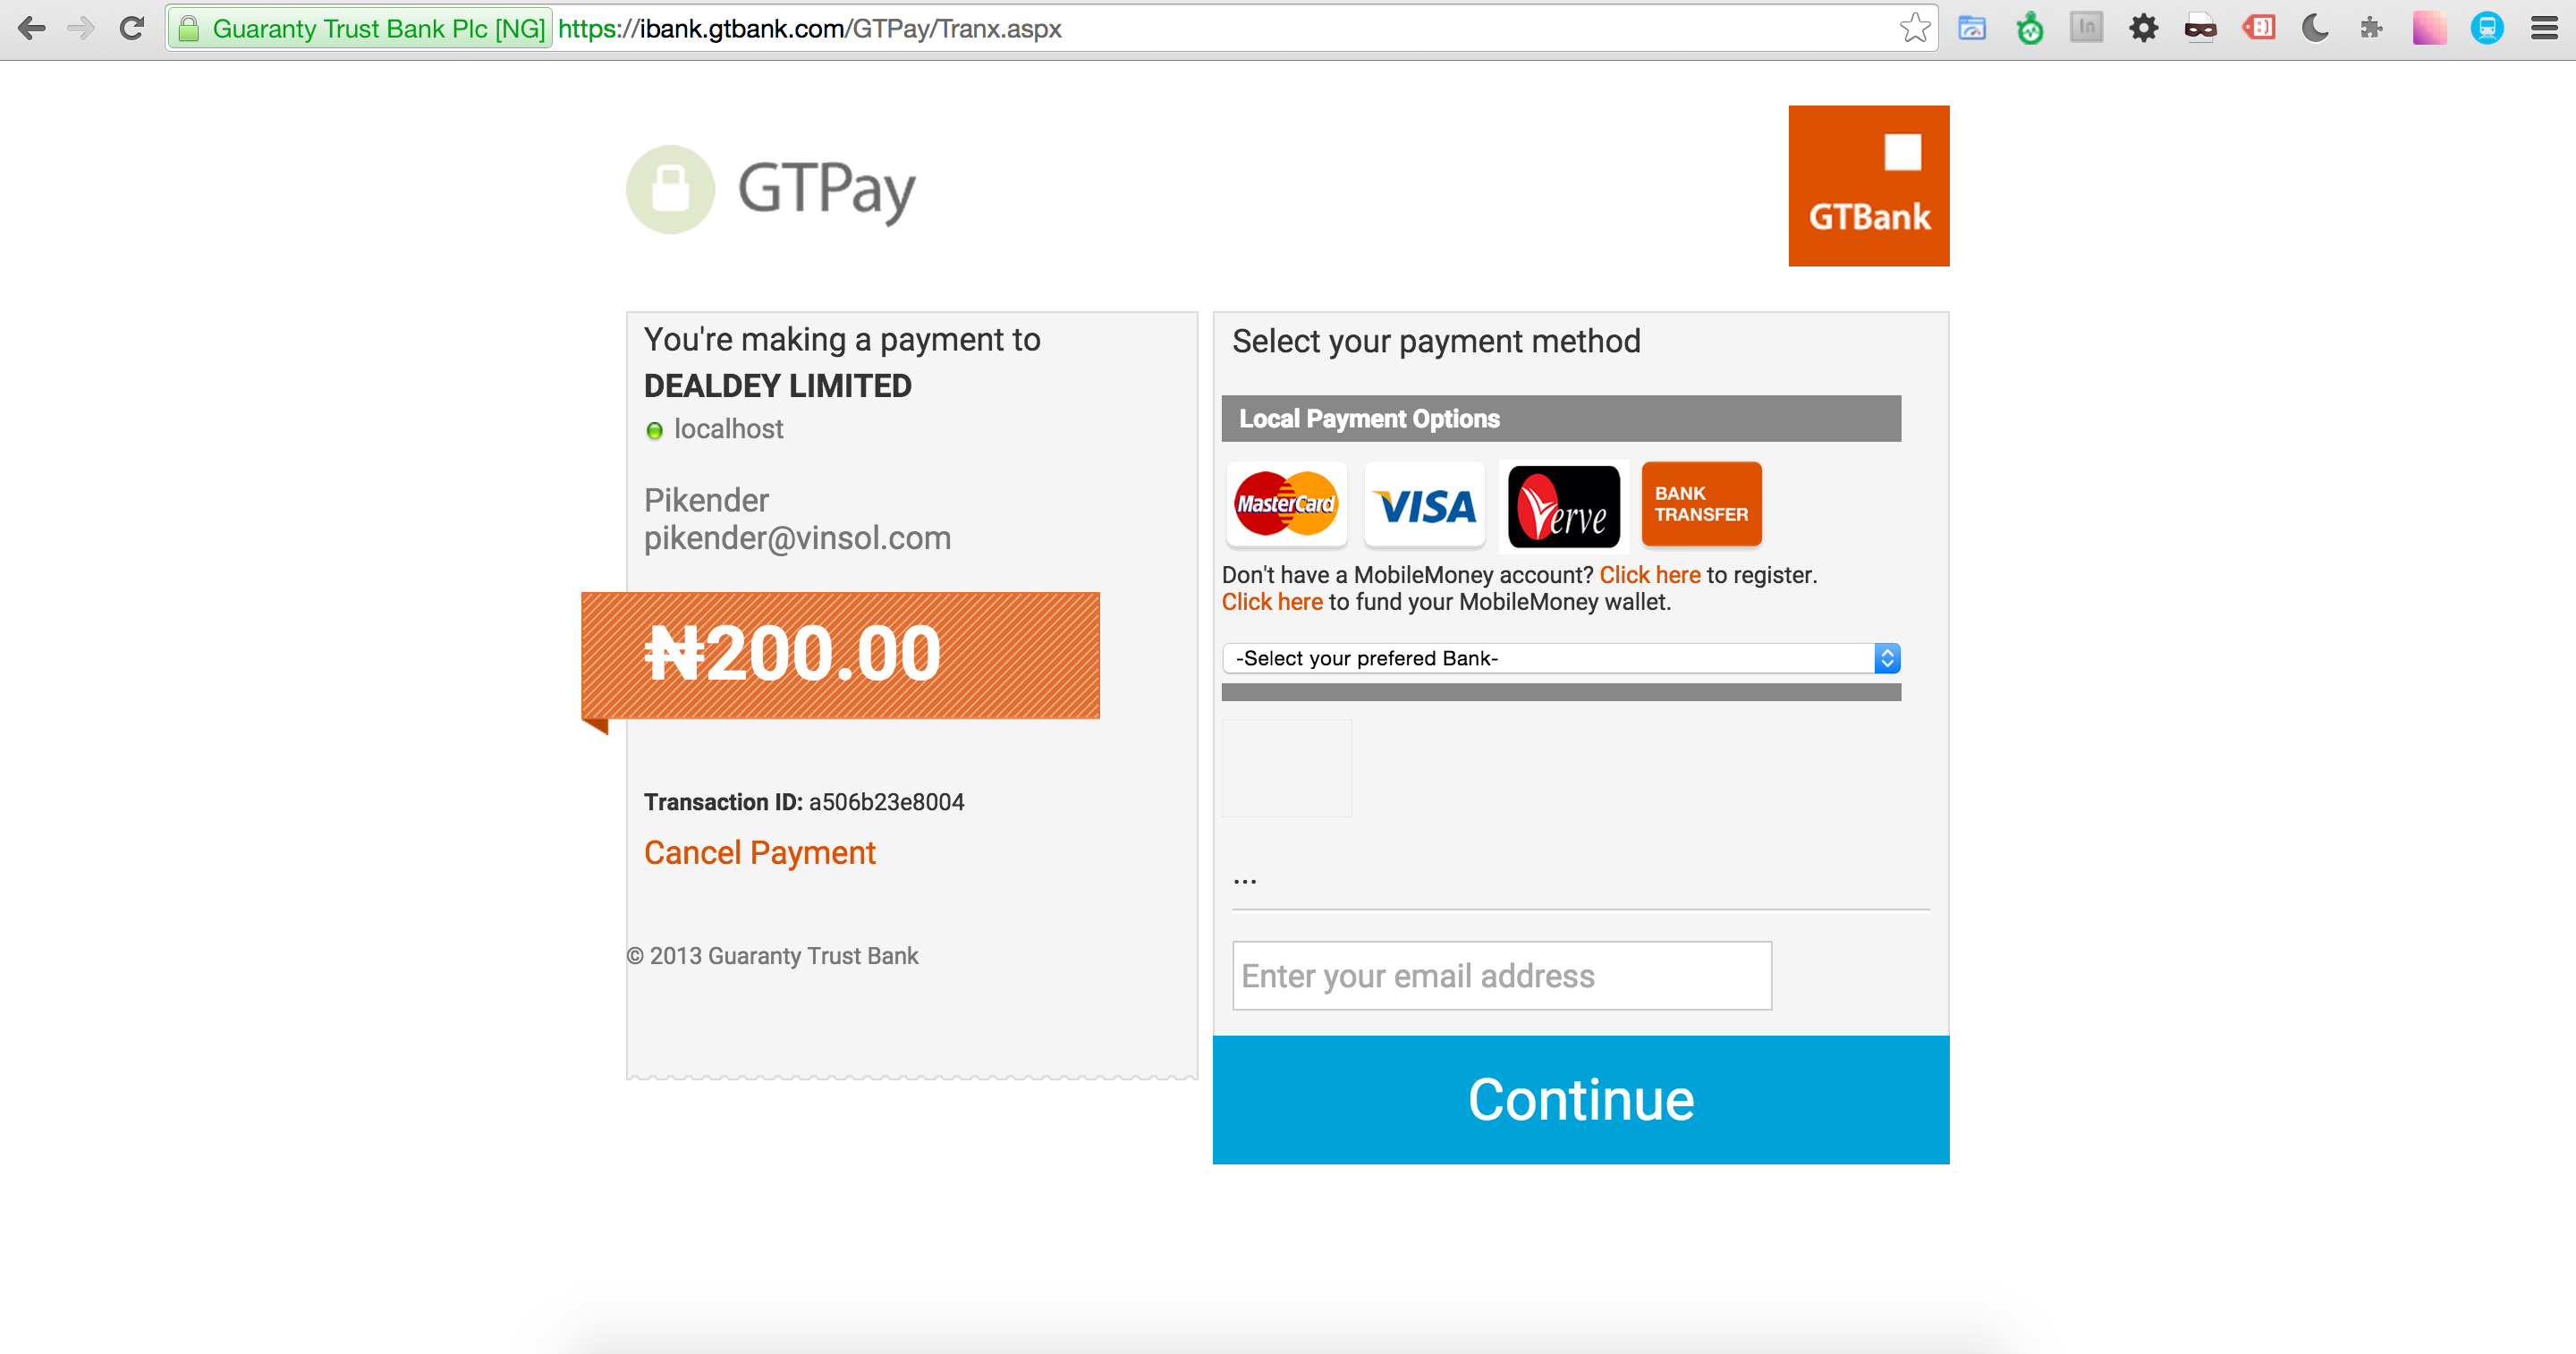 Guaranty Trust Bank Plc [NG] https://ibank.gtbank.com/GTPay/Tranx.aspx
GTPay
GTBank
You're making a payment to
DEALDEY LIMITED
localhost
Pikender
pikender@vinsol.com
₦200.00
Transaction ID: a506b23e8004
Cancel Payment
© 2013 Guaranty Trust Bank
Select your payment method
Local Payment Options
MasterCard
VISA
Verve
BANK
TRANSFER
Don't have a MobileMoney account? Click here to register.
Click here to fund your MobileMoney wallet.
-Select your prefered Bank-
...
Enter your email address
Continue